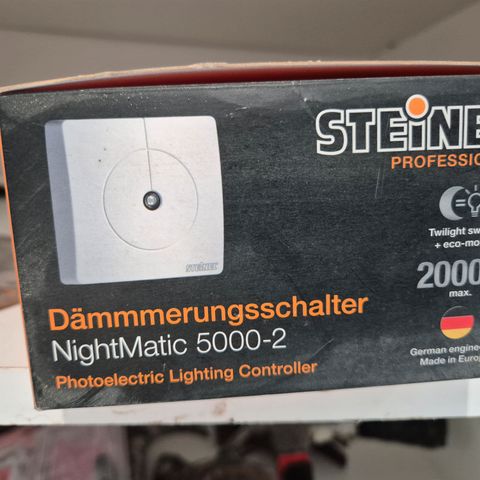 STEINE
PROFESSIO
STEINEL
Twilight sw
+ eco-mo
2000
max.
Dämmmerungsschalter
NightMatic 5000-2
Photoelectric Lighting Controller
German engine
Made in Europ